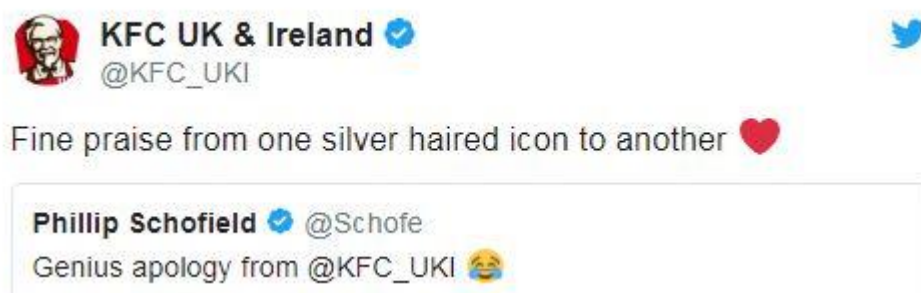 KFC UK & Ireland
@KFC_UKI
Fine praise from one silver haired icon to another ❤️
Phillip Schofield @Schofe
Genius apology from @KFC_UKI 😂